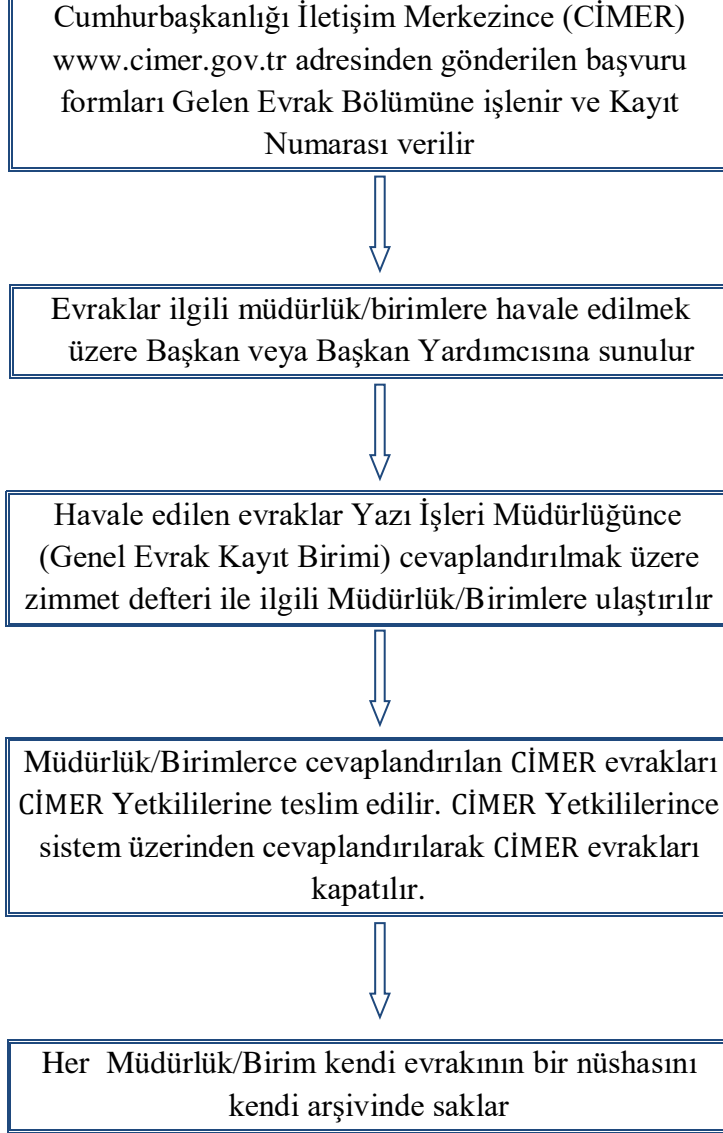 Cumhurbaşkanlığı İletişim Merkezince (CİMER)
www.cimer.gov.tr adresinden gönderilen başvuru
formları Gelen Evrak Bölümüne işlenir ve Kayıt
Numarası verilir
Evraklar ilgili müdürlük/birimlere havale edilmek
üzere Başkan veya Başkan Yardımcısına sunulur
Havale edilen evraklar Yazı İşleri Müdürlüğünce
(Genel Evrak Kayıt Birimi) cevaplandırılmak üzere
zimmet defteri ile ilgili Müdürlük/Birimlere ulaştırılır
Müdürlük/Birimlerce cevaplandırılan CİMER evrakları
CİMER Yetkililerine teslim edilir. CİMER Yetkililerince
sistem üzerinden cevaplandırılarak CİMER evrakları
kapatılır.
Her Müdürlük/Birim kendi evrakının bir nüshasını
kendi arşivinde saklar